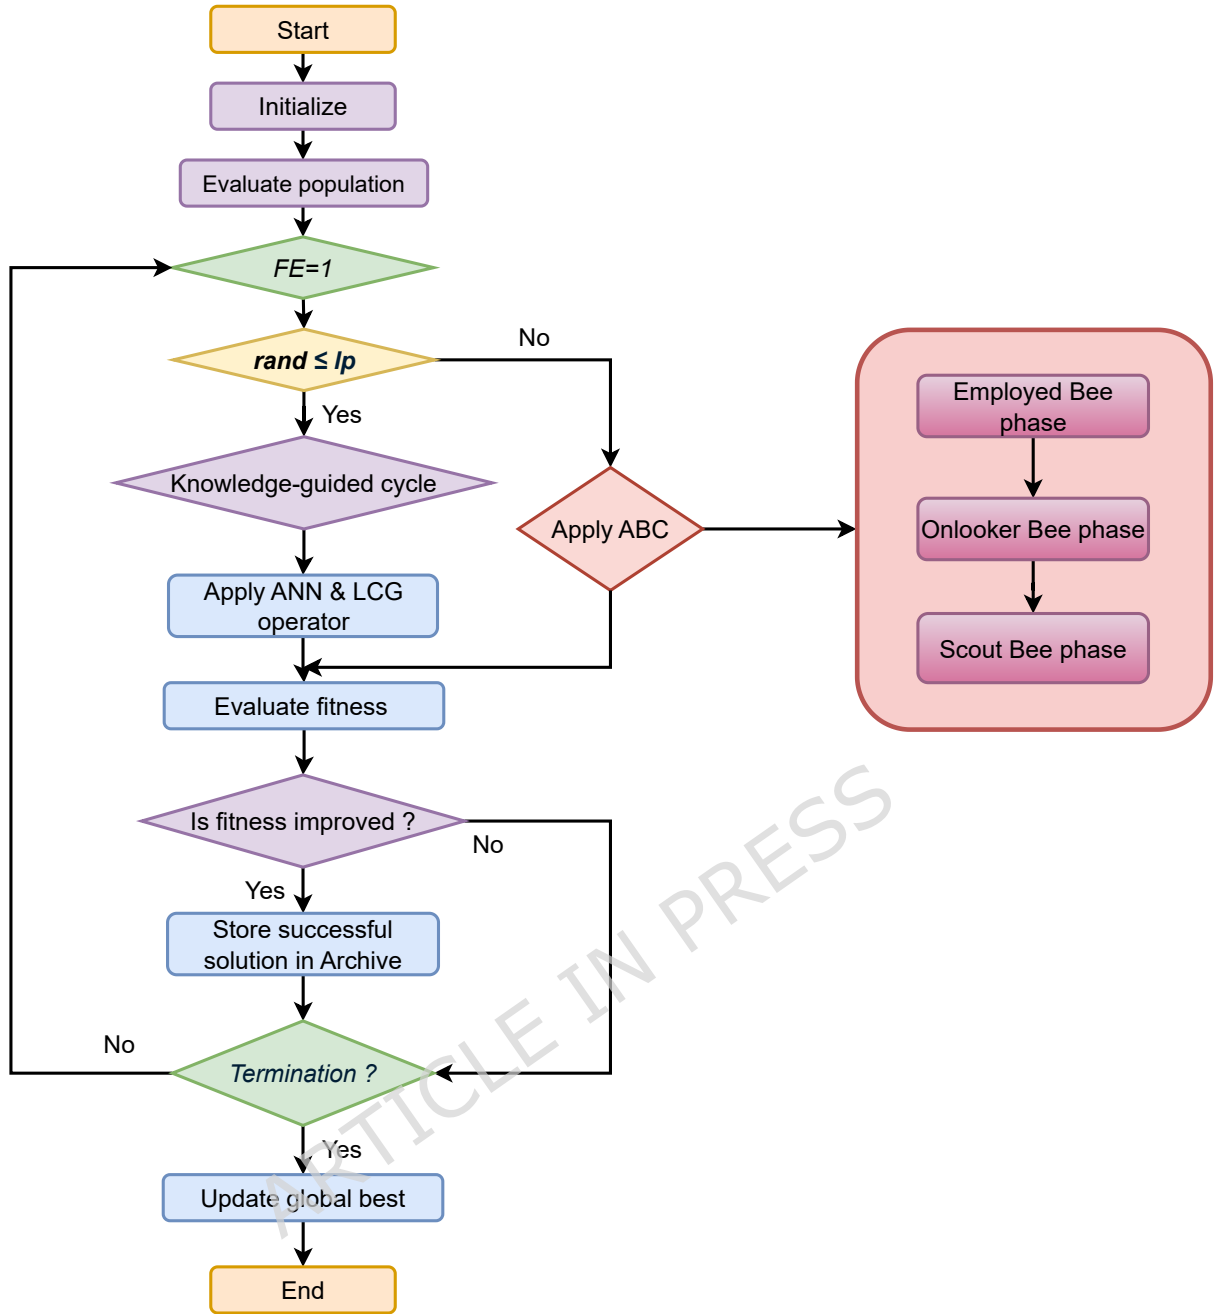 Start
Initialize
Evaluate population
FE=1
rand ≤ lp
No
Yes
Knowledge-guided cycle
Apply ABC
Apply ANN & LCG
operator
Evaluate fitness
Is fitness improved ?
No
Yes
Store successful
solution in Archive
No
Termination ?
Yes
Update global best
End
Employed Bee
phase
Onlooker Bee phase
Scout Bee phase
ARTICLE IN PRESS